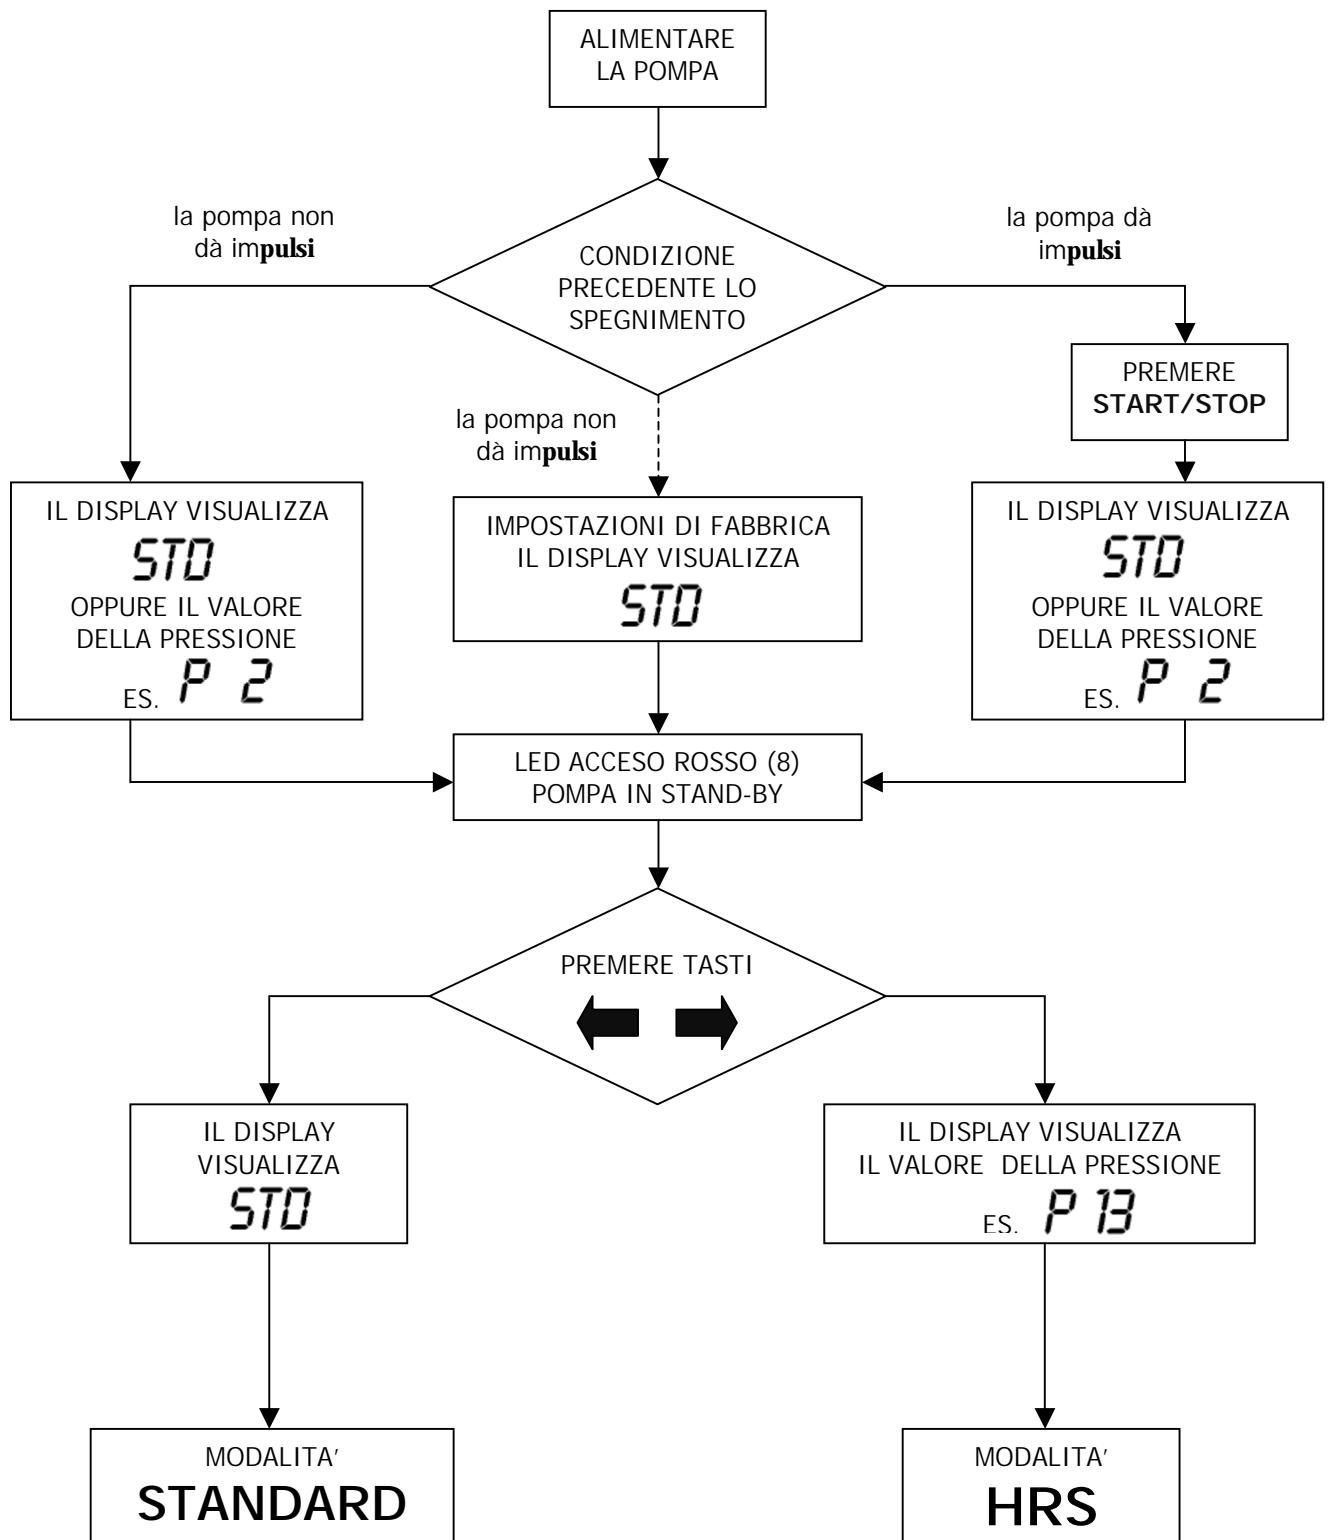 ALIMENTARE
LA POMPA
la pompa non
dà impulsi
CONDIZIONE
PRECEDENTE LO
SPEGNIMENTO
la pompa dà
impulsi
PREMERE
START/STOP
la pompa non
dà impulsi
IL DISPLAY VISUALIZZA
STD
OPPURE IL VALORE
DELLA PRESSIONE
ES. P 2
IMPOSTAZIONI DI FABBRICA
IL DISPLAY VISUALIZZA
STD
IL DISPLAY VISUALIZZA
STD
OPPURE IL VALORE
DELLA PRESSIONE
ES. P 2
LED ACCESO ROSSO (8)
POMPA IN STAND-BY
PREMERE TASTI
IL DISPLAY
VISUALIZZA
STD
IL DISPLAY VISUALIZZA
IL VALORE DELLA PRESSIONE
ES. P 13
MODALITA'
STANDARD
MODALITA'
HRS